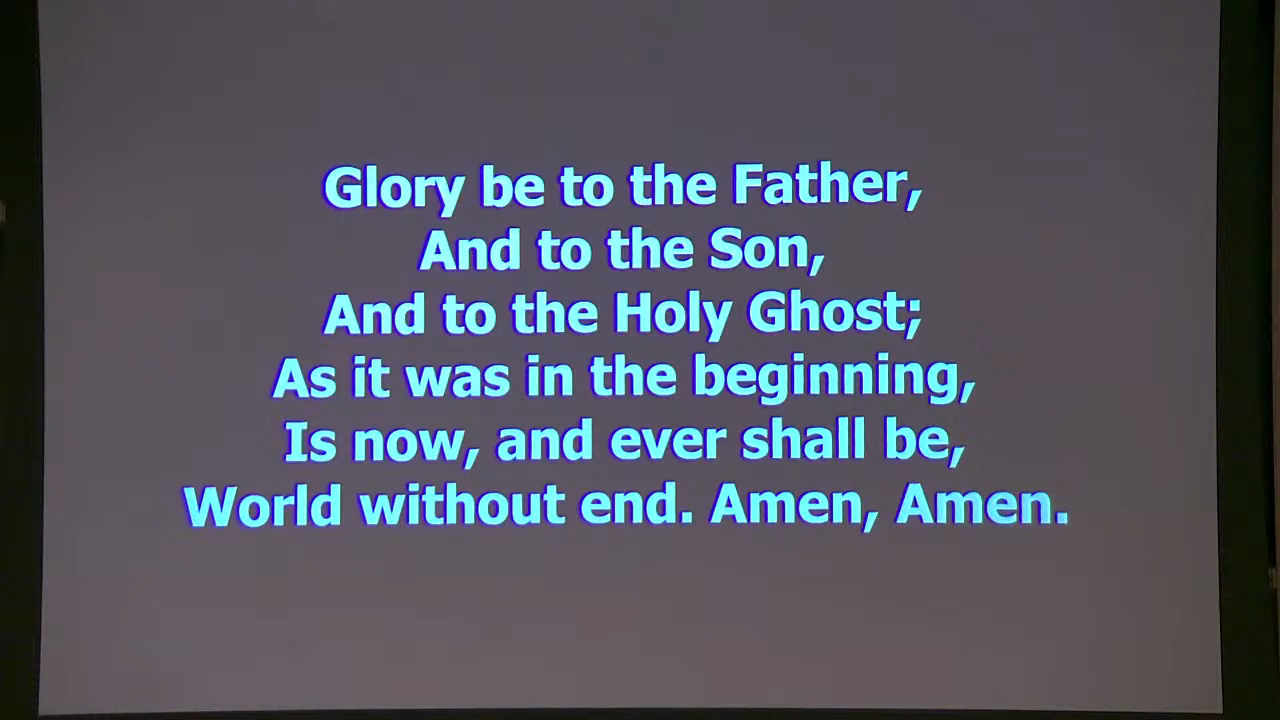 Glory be to the Father,
And to the Son,
And to the Holy Ghost;
As it was in the beginning,
Is now, and ever shall be,
World without end. Amen, Amen.